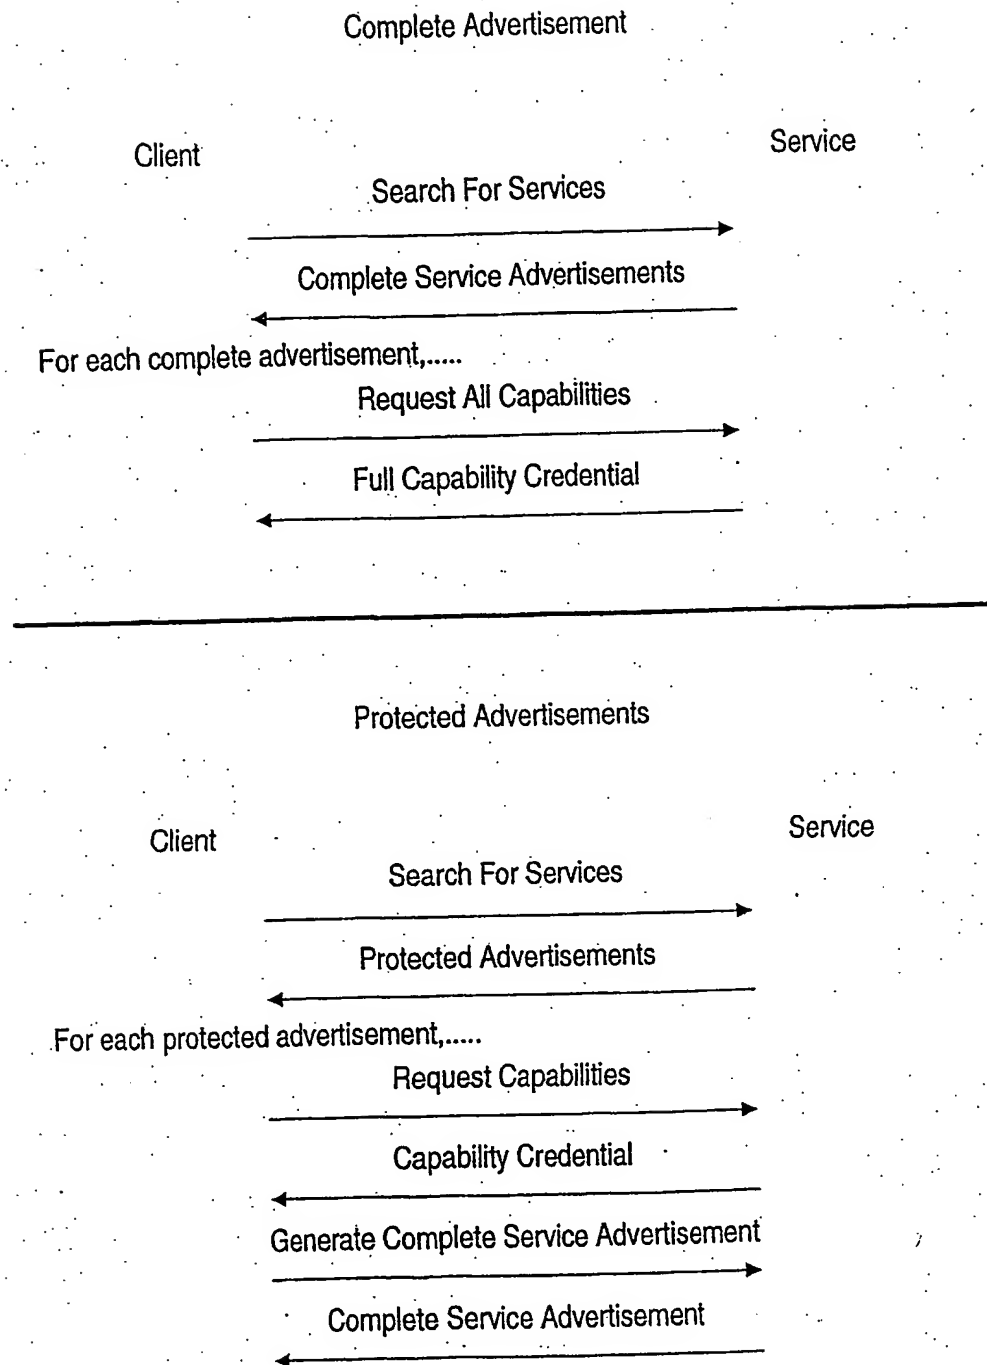 Complete Advertisement
Client
Service
Search For Services
Complete Service Advertisements
For each complete advertisement,.....
Request All Capabilities
Full Capability Credential
Protected Advertisements
Client
Service
Search For Services
Protected Advertisements
For each protected advertisement,.....
Request Capabilities
Capability Credential
Generate Complete Service Advertisement
Complete Service Advertisement